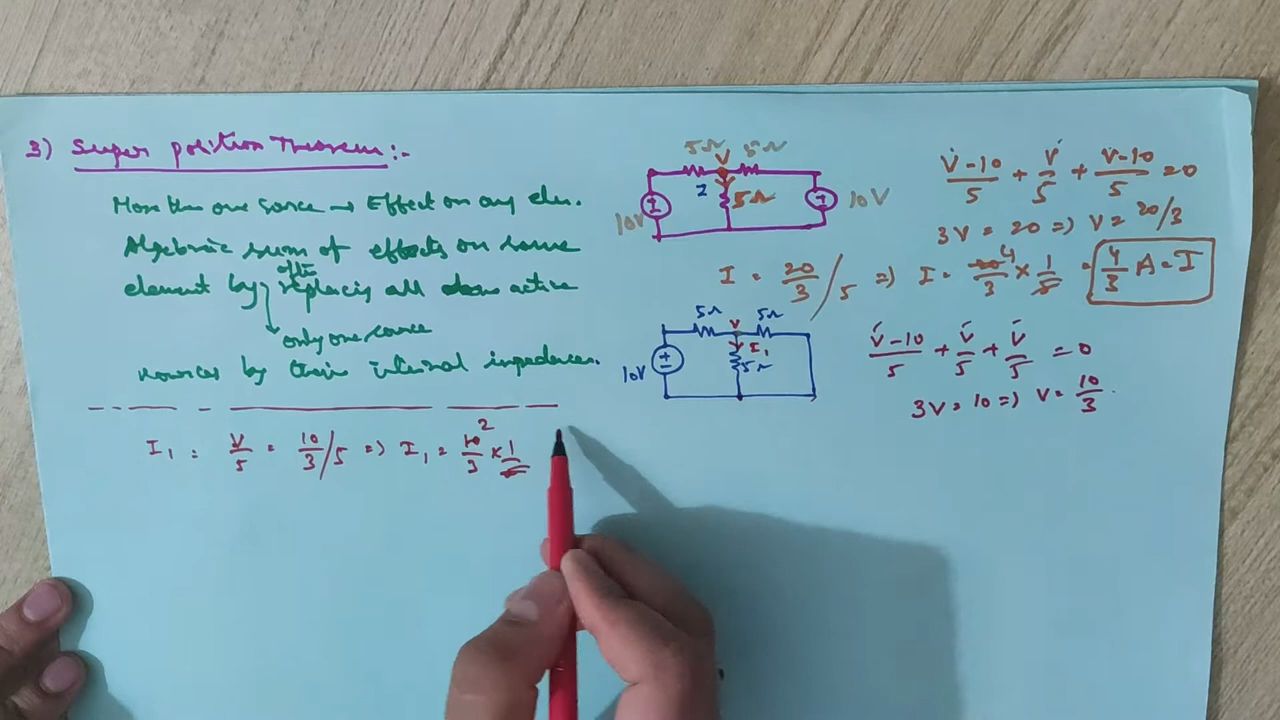 3) Super position Theorem:-
More than one source → Effect on any ele.
Algebraic sum of effects on same
element by after replacing all active
only one source
sources by their internal impedances.
I₁ = V/5 = 10/3/5 => I₁ = 10²/3 × 1/5
5Ω V 5Ω
I 5Ω
10V 10V
V-10/5 + V/5 + V-10/5 = 0
3V = 20 => V = 20/3
I = 20/3/5 => I = 20⁴/3 × 1/5 = 4/3 A = I
5Ω V 5Ω
I₁
10V 5Ω
V-10/5 + V/5 + V/5 = 0
3V = 10 => V = 10/3